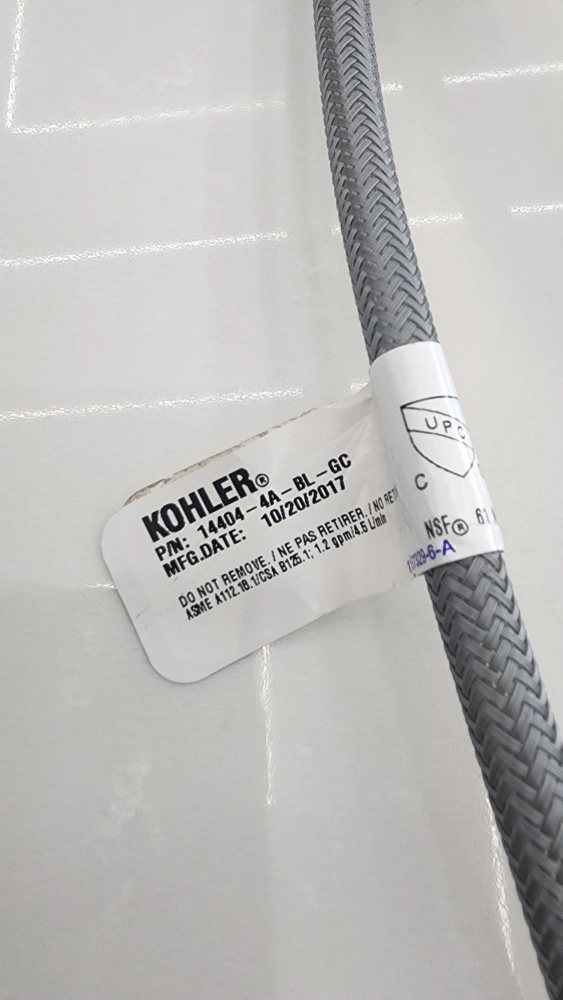 KOHLER®
P/N: 14404-4A-BL-GC
MFG.DATE: 10/20/2017
DO NOT REMOVE. / NE PAS RETIRER. / NO
ASME A112.18.1/CSA B125.1; 1.2 gpm/4.5 L/min
UPC
C
NSF® 61